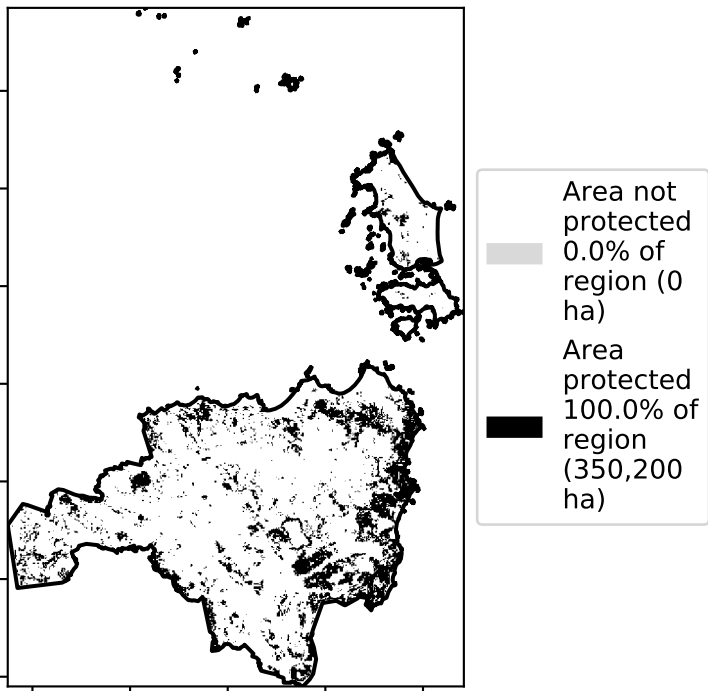 Area not
protected
0.0% of
region (0
ha)
Area
protected
100.0% of
region
(350,200
ha)